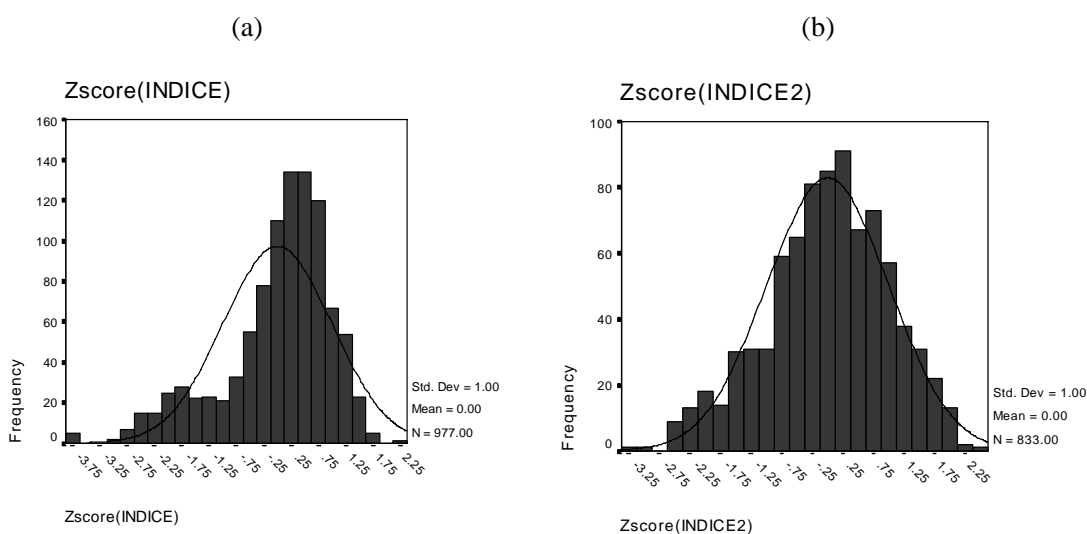 (a)
(b)
Zscore(INDICE)
160
140
120
100
80
60
40
20
0
Frequency
-3.75
-3.25
-2.75
-2.25
-1.75
-1.25
-.75
-.25
.25
.75
1.25
1.75
2.25
Std. Dev = 1.00
Mean = 0.00
N = 977.00
Zscore(INDICE)
Zscore(INDICE2)
100
80
60
40
20
0
Frequency
-3.25
-2.75
-2.25
-1.75
-1.25
-.75
-.25
.25
.75
1.25
1.75
2.25
Std. Dev = 1.00
Mean = 0.00
N = 833.00
Zscore(INDICE2)